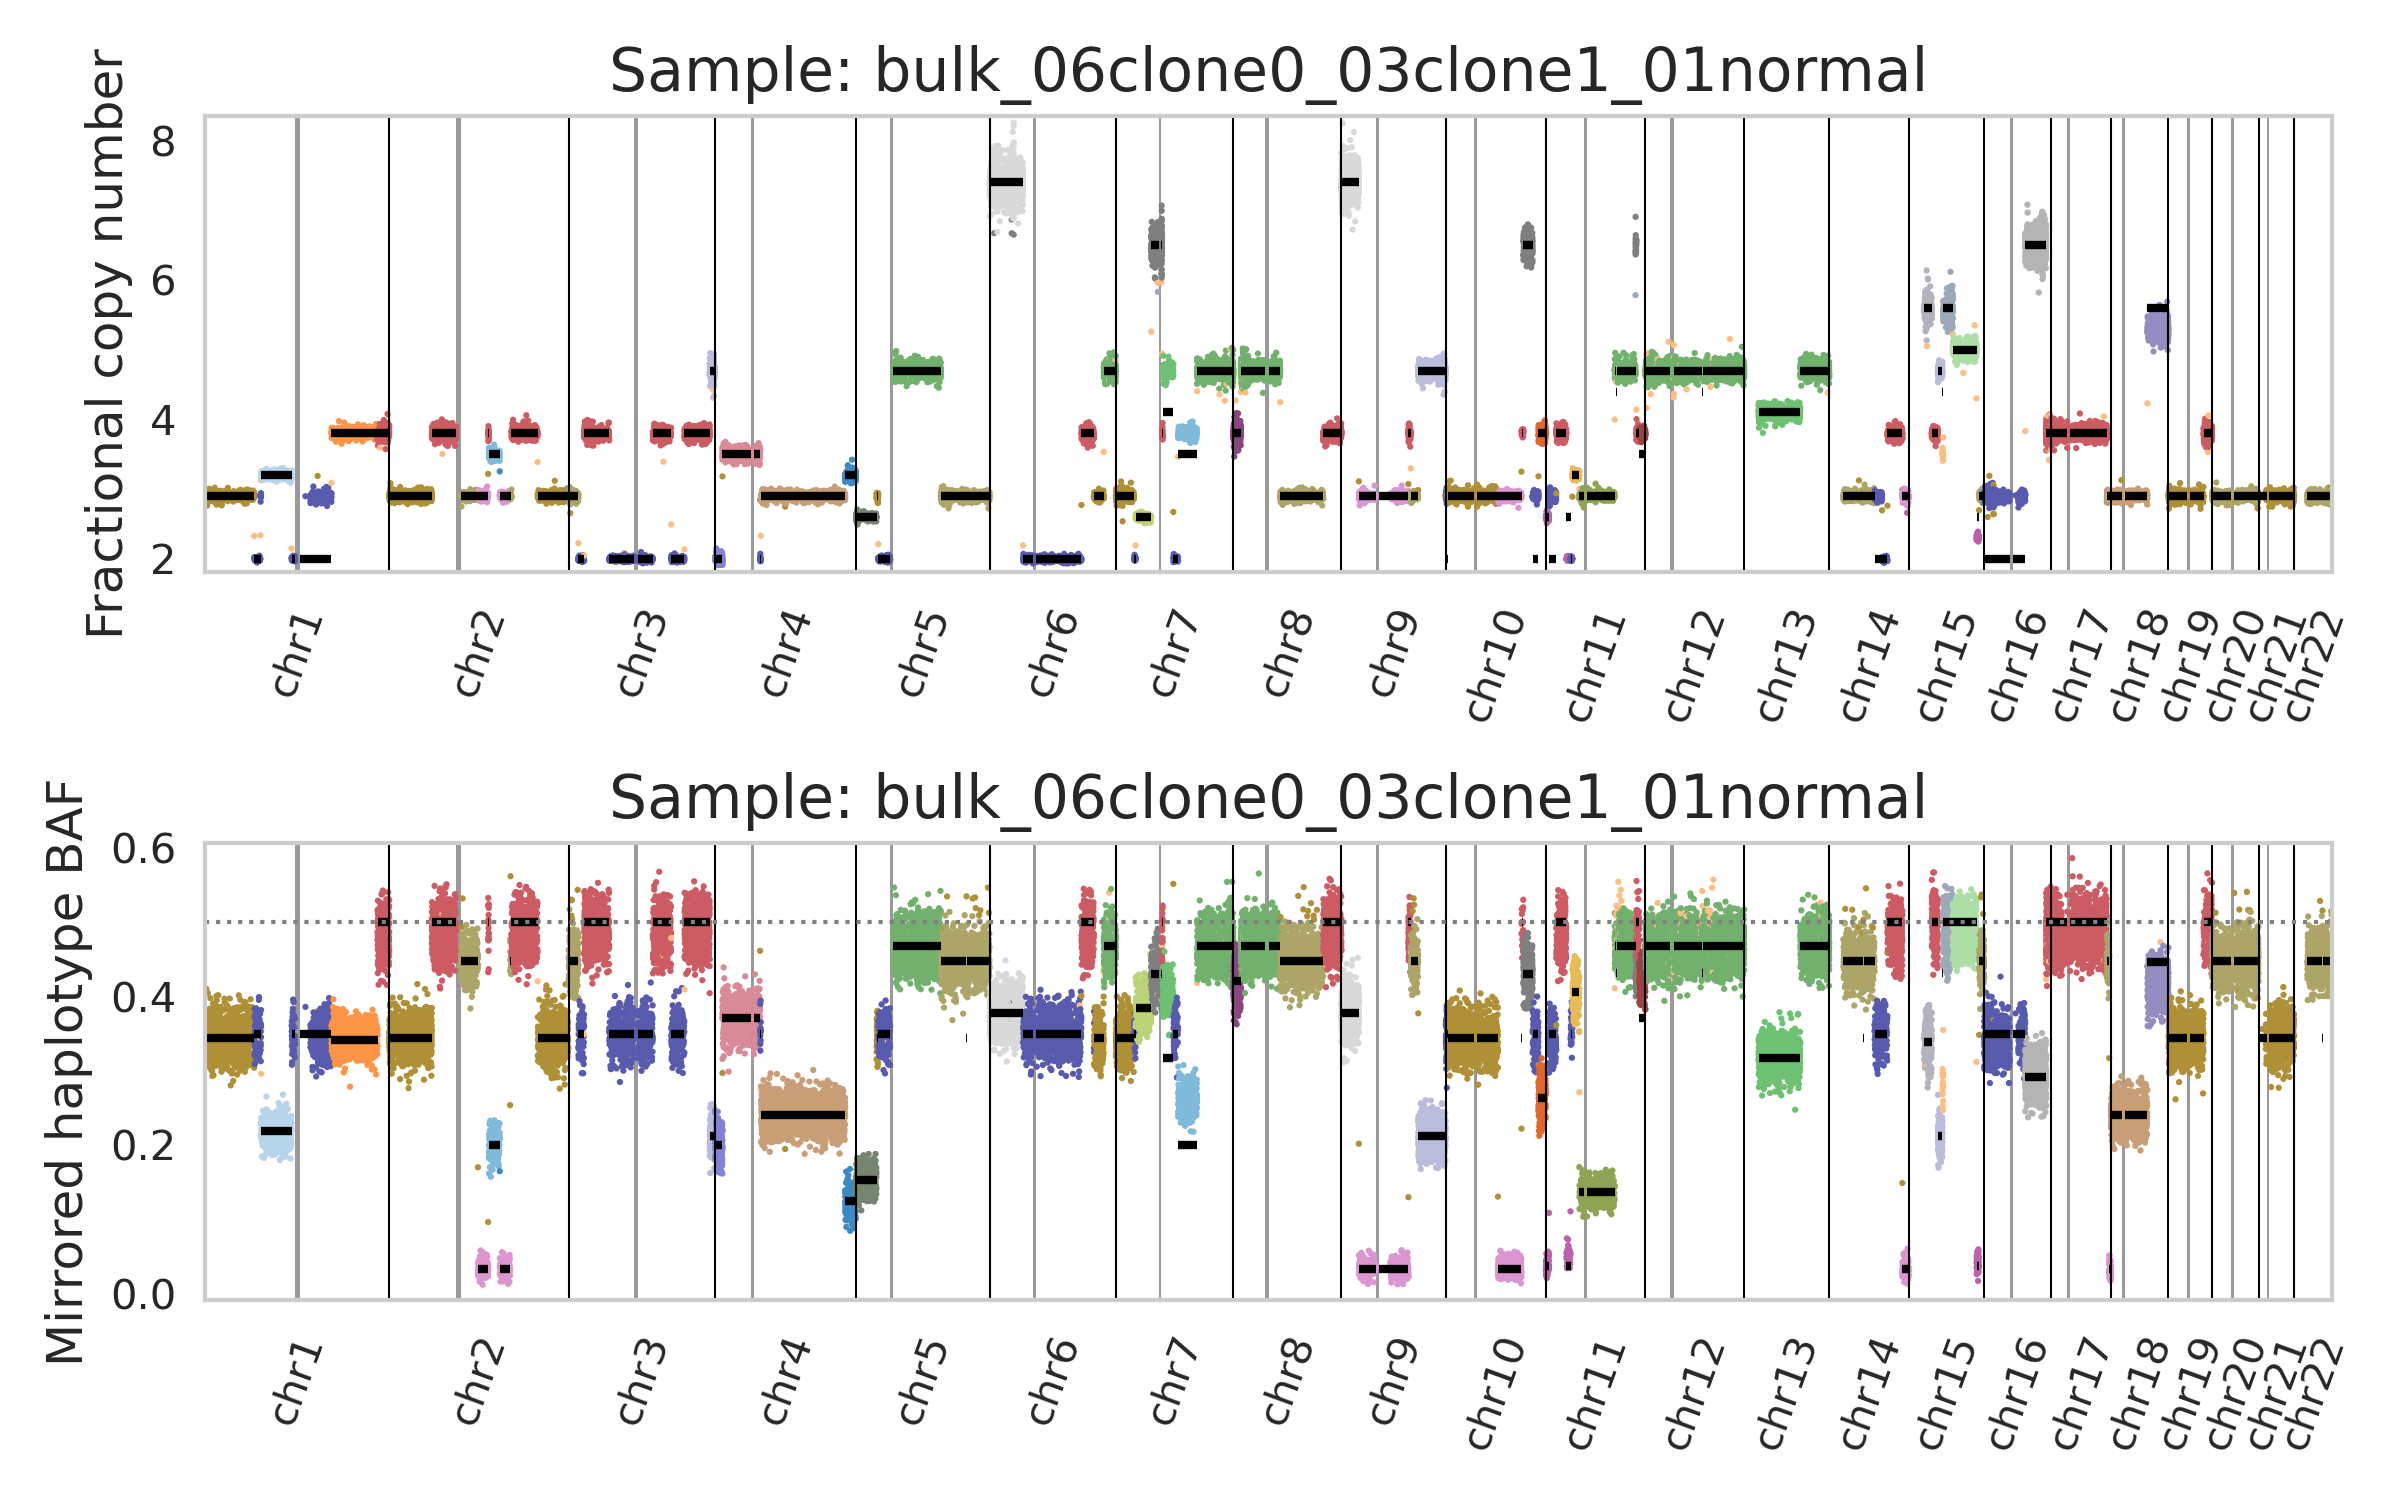 Sample: bulk_06clone0_03clone1_01normal
Fractional copy number
8
6
4
2
chr1
chr2
chr3
chr4
chr5
chr6
chr7
chr8
chr9
chr10
chr11
chr12
chr13
chr14
chr15
chr16
chr17
chr18
chr19
chr20
chr21
chr22
Sample: bulk_06clone0_03clone1_01normal
Mirrored haplotype BAF
0.6
0.4
0.2
0.0
chr1
chr2
chr3
chr4
chr5
chr6
chr7
chr8
chr9
chr10
chr11
chr12
chr13
chr14
chr15
chr16
chr17
chr18
chr19
chr20
chr21
chr22